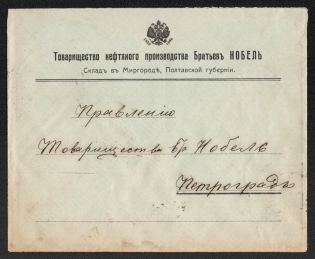 Товарищество нефтяного производства Братьевъ НОБЕЛЬ
Складъ въ Миргородѣ, Полтавской губерніи.
Правленію
Товарищества бр Нобель
Петроградъ